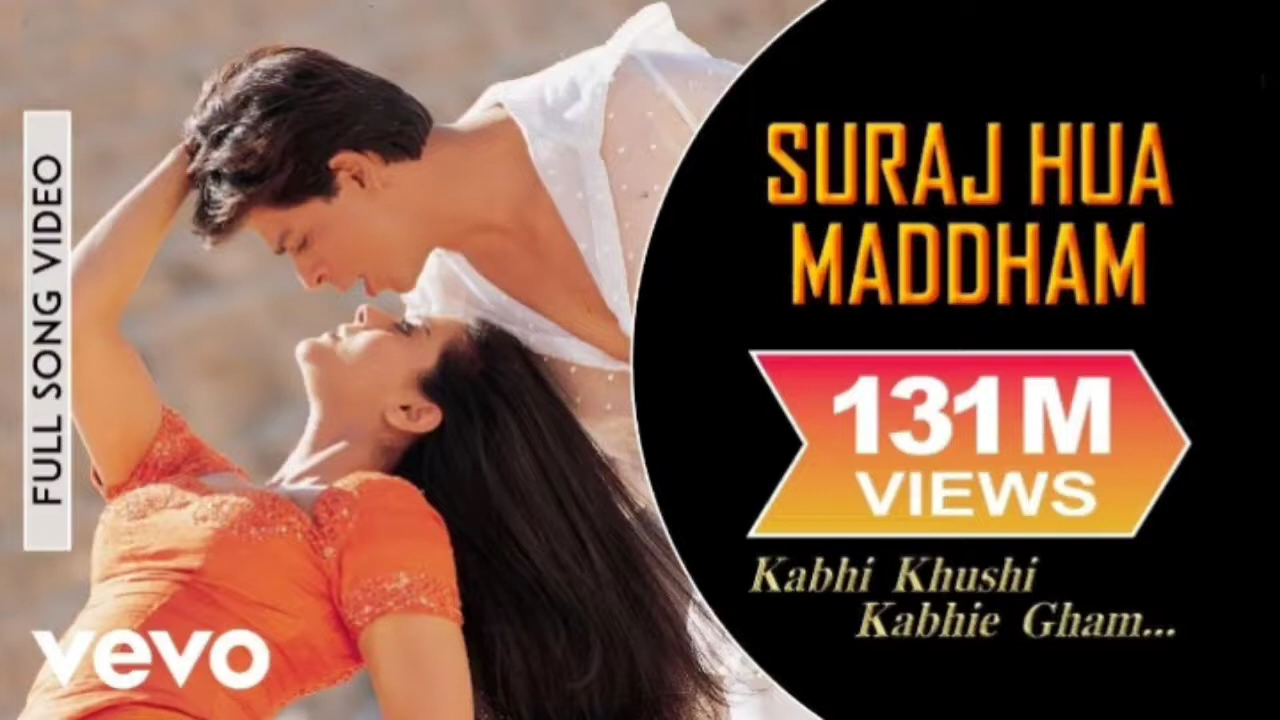 FULL SONG VIDEO
vevo
SURAJ HUA
MADDHAM
131M
VIEWS
Kabhi Khushi
Kabhie Gham...